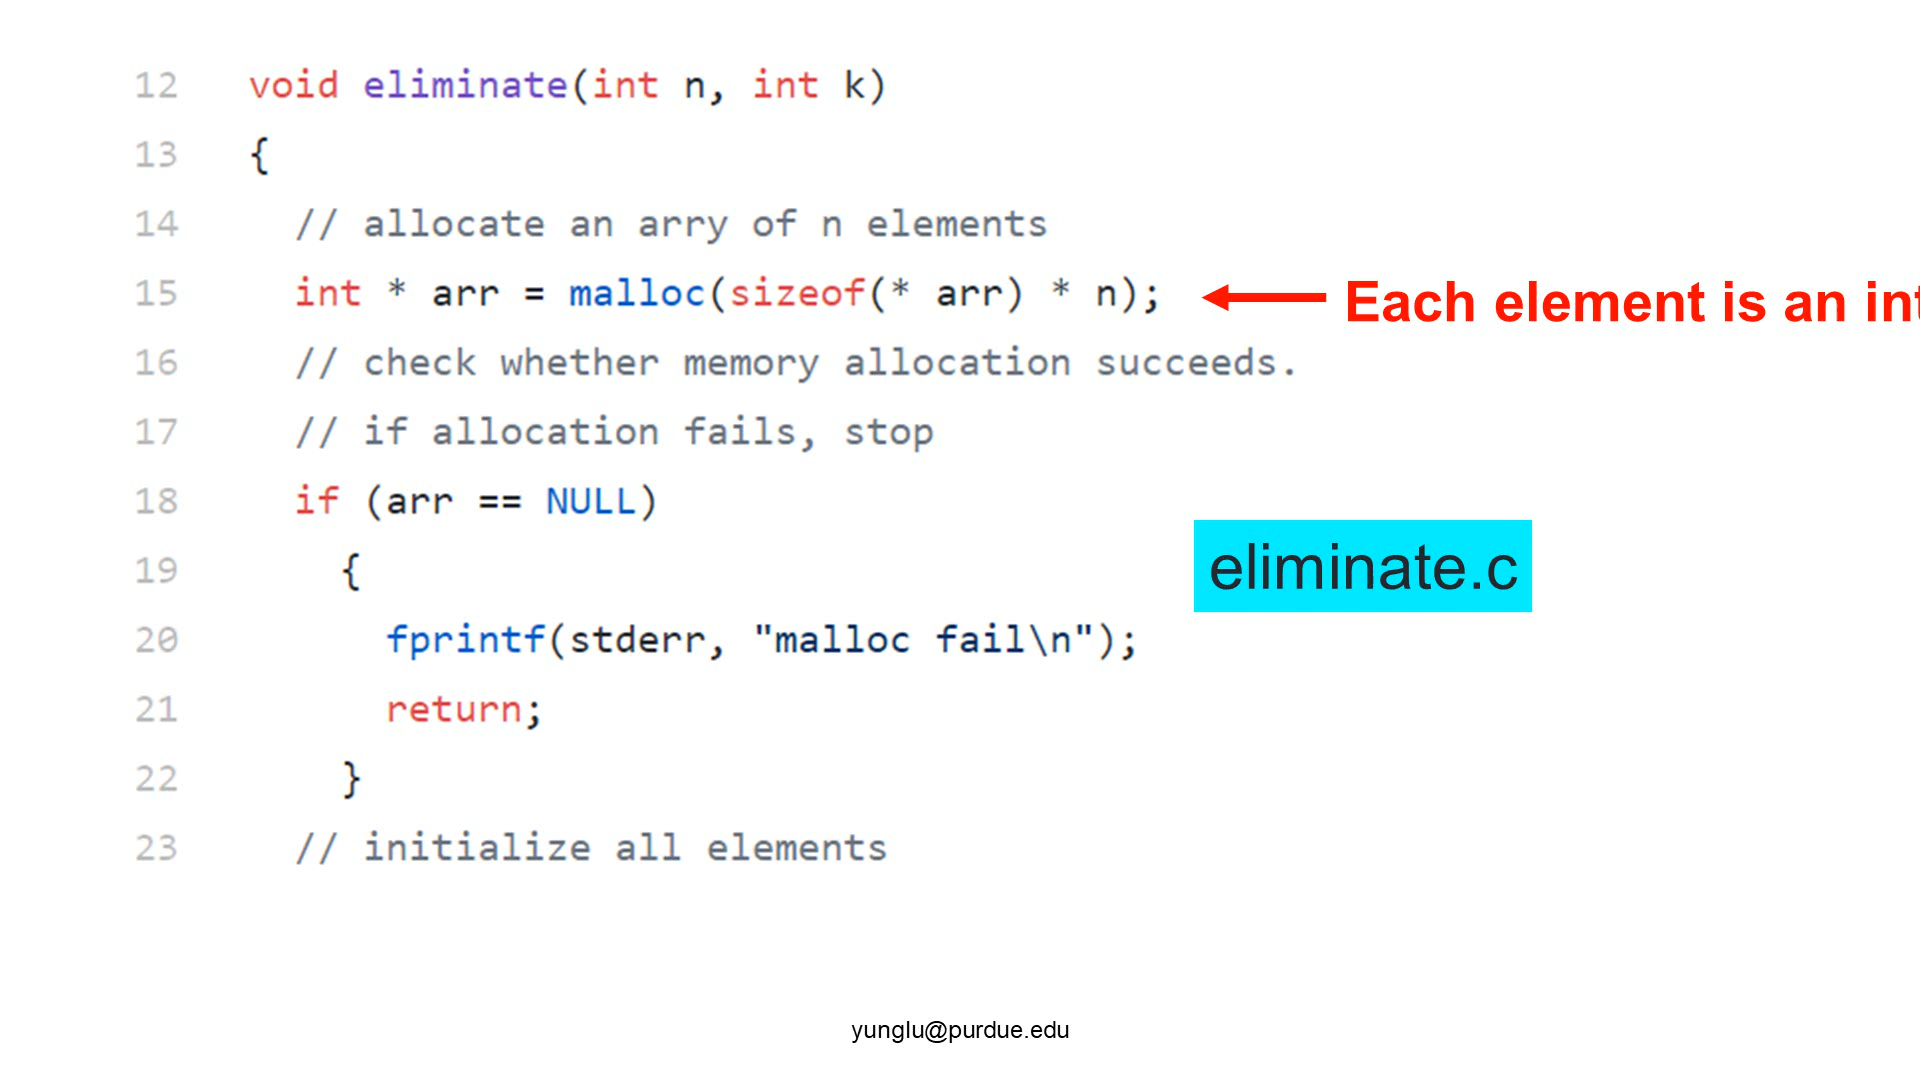 12 void eliminate(int n, int k)
13 {
14 // allocate an arry of n elements
15 int * arr = malloc(sizeof(* arr) * n); Each element is an int
16 // check whether memory allocation succeeds.
17 // if allocation fails, stop
18 if (arr == NULL)
19 {
eliminate.c
20 fprintf(stderr, "malloc fail\n");
21 return;
22 }
23 // initialize all elements
yunglu@purdue.edu